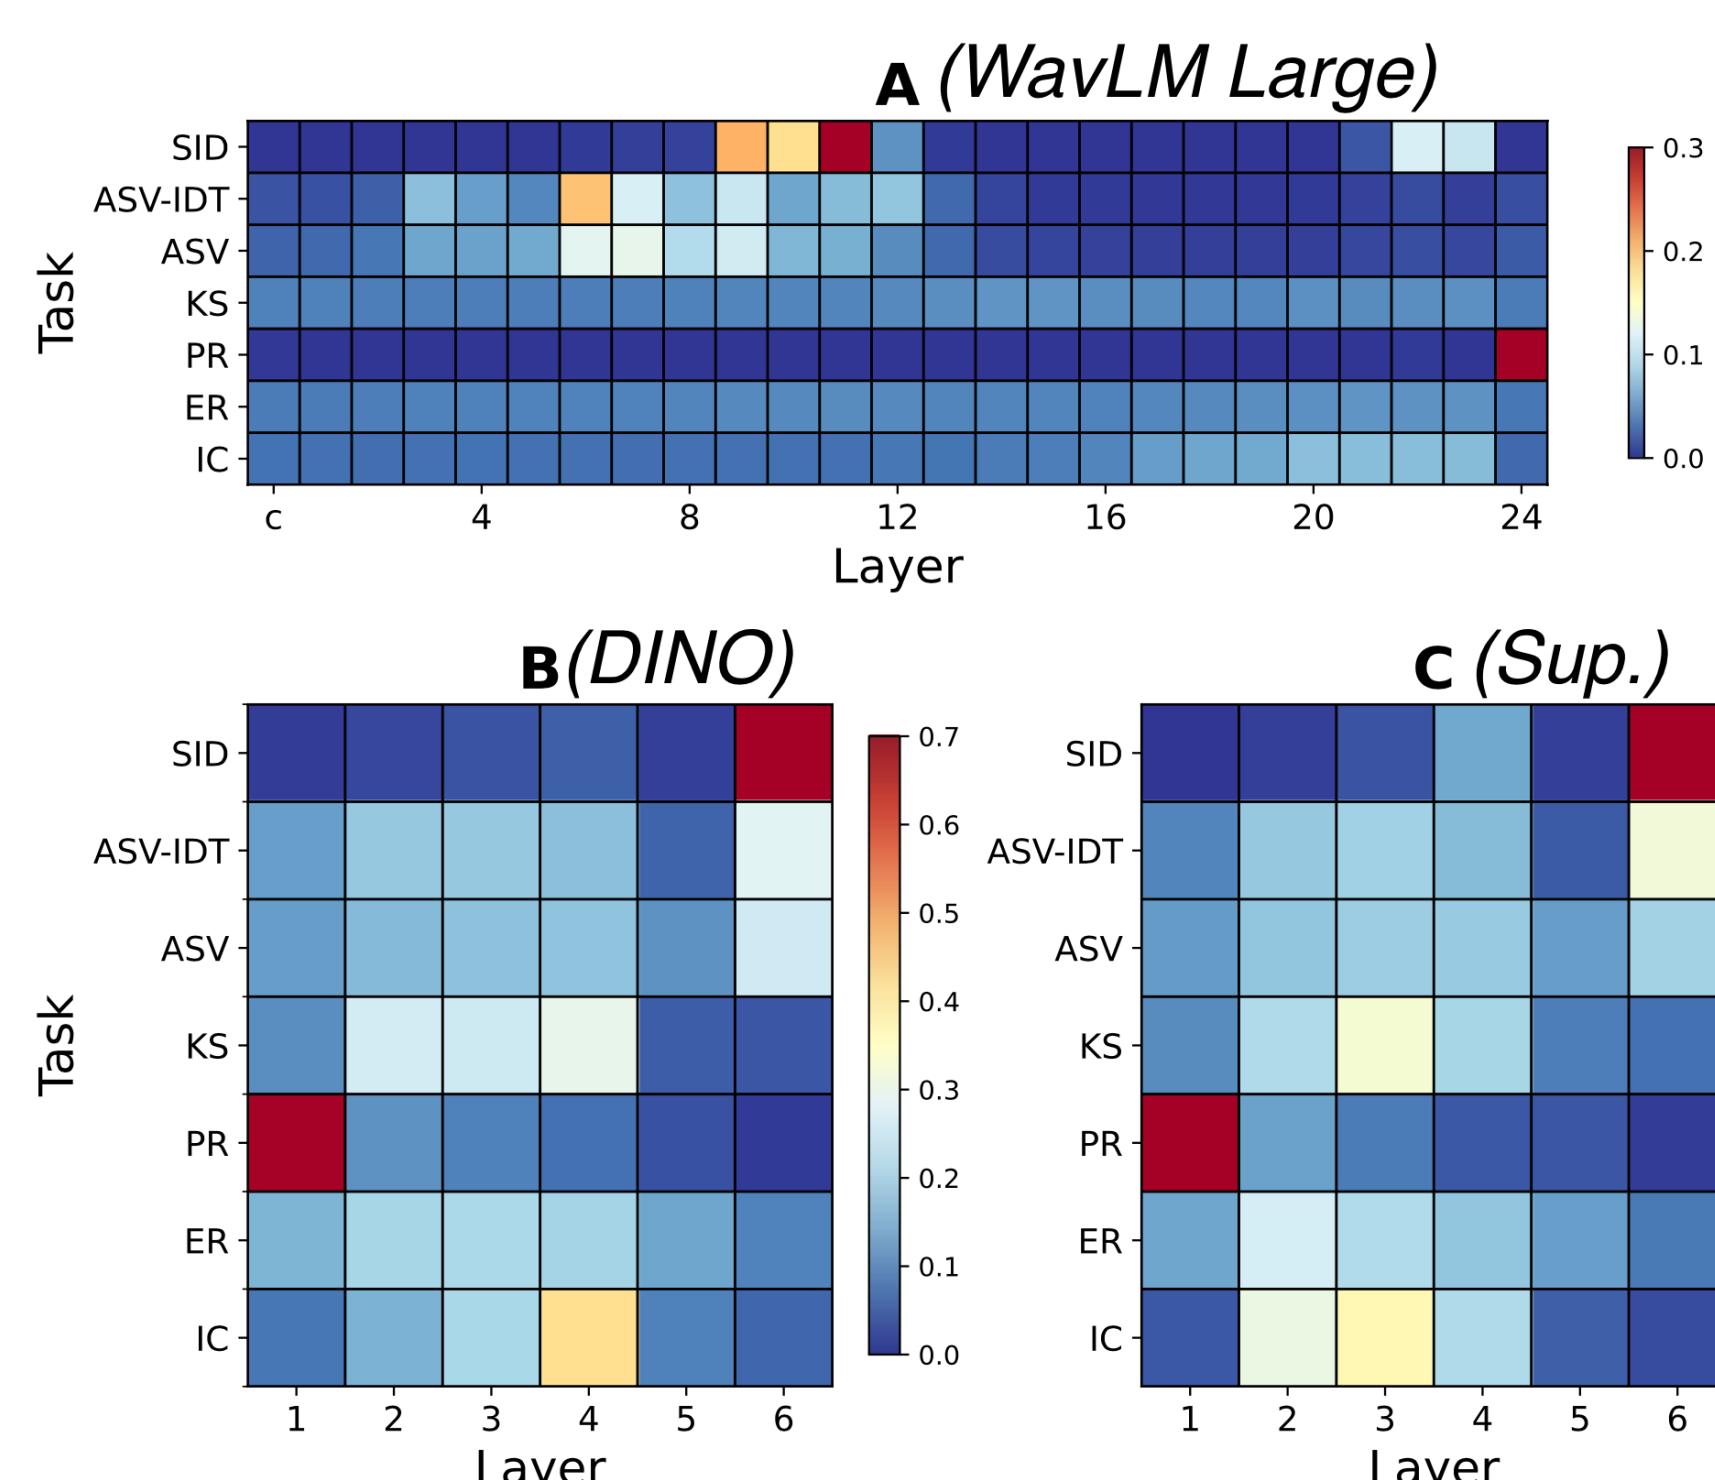 A (WavLM Large)
Task
SID
ASV-IDT
ASV
KS
PR
ER
IC
c 4 8 12 16 20 24
Layer
0.3
0.2
0.1
0.0
B (DINO)
Task
SID
ASV-IDT
ASV
KS
PR
ER
IC
1 2 3 4 5 6
Layer
0.7
0.6
0.5
0.4
0.3
0.2
0.1
0.0
C (Sup.)
SID
ASV-IDT
ASV
KS
PR
ER
IC
1 2 3 4 5 6
Layer